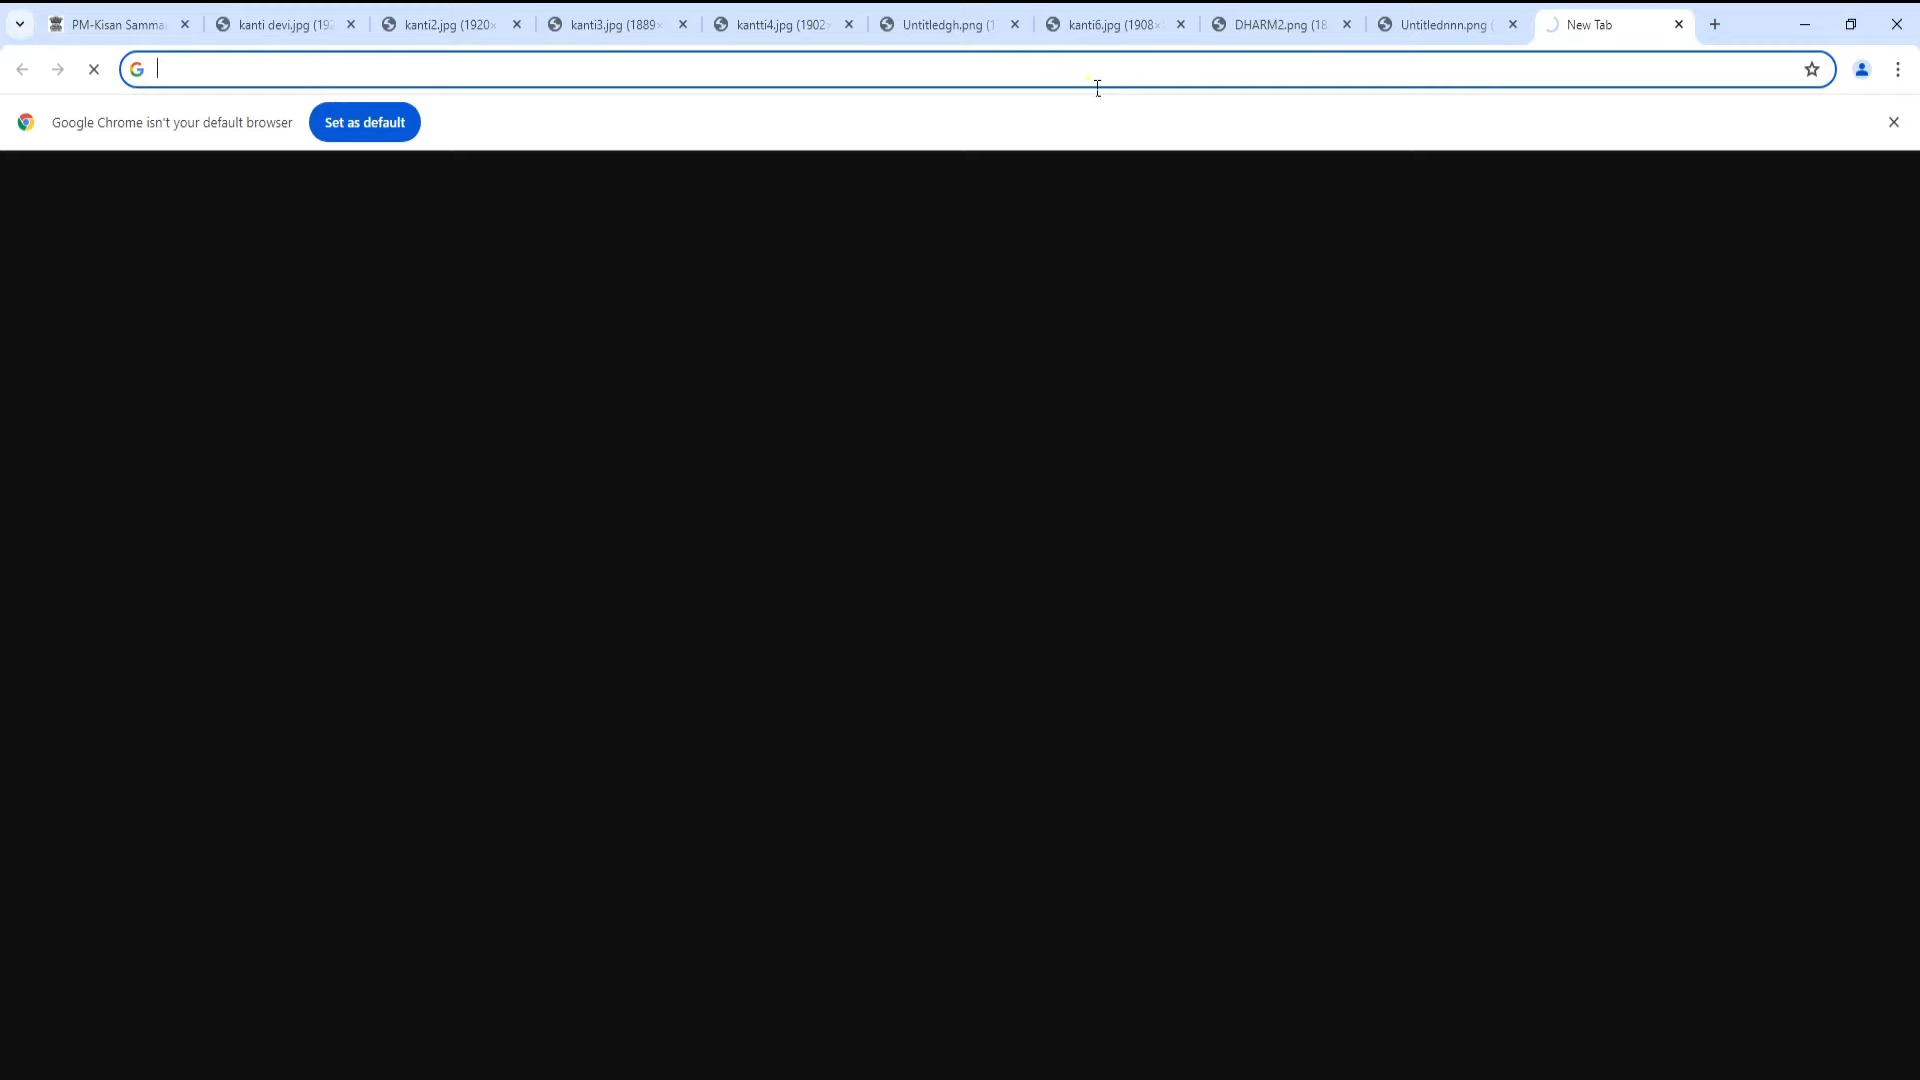 PM-Kisan Samma
kanti devi.jpg (192
kanti2.jpg (1920×
kanti3.jpg (1889×
kantti4.jpg (1902×
Untitledgh.png (1
kanti6.jpg (1908×
DHARM2.png (18
Untitlednnn.png (
New Tab
Google Chrome isn't your default browser
Set as default